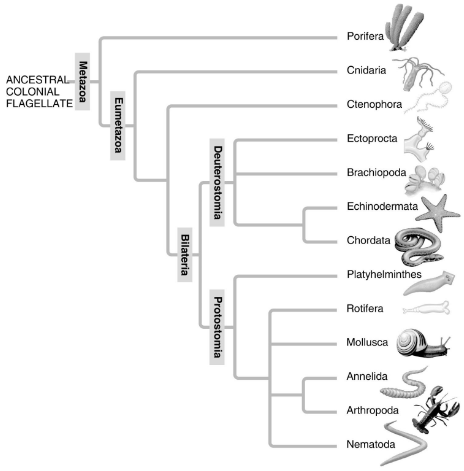 Porifera
Metazoa
Cnidaria
ANCESTRAL
COLONIAL
FLAGELLATE
Eumetazoa
Ctenophora
Ectoprocta
Deuterostomia
Brachiopoda
Echinodermata
Chordata
Bilateria
Platyhelminthes
Protostomia
Rotifera
Mollusca
Annelida
Arthropoda
Nematoda